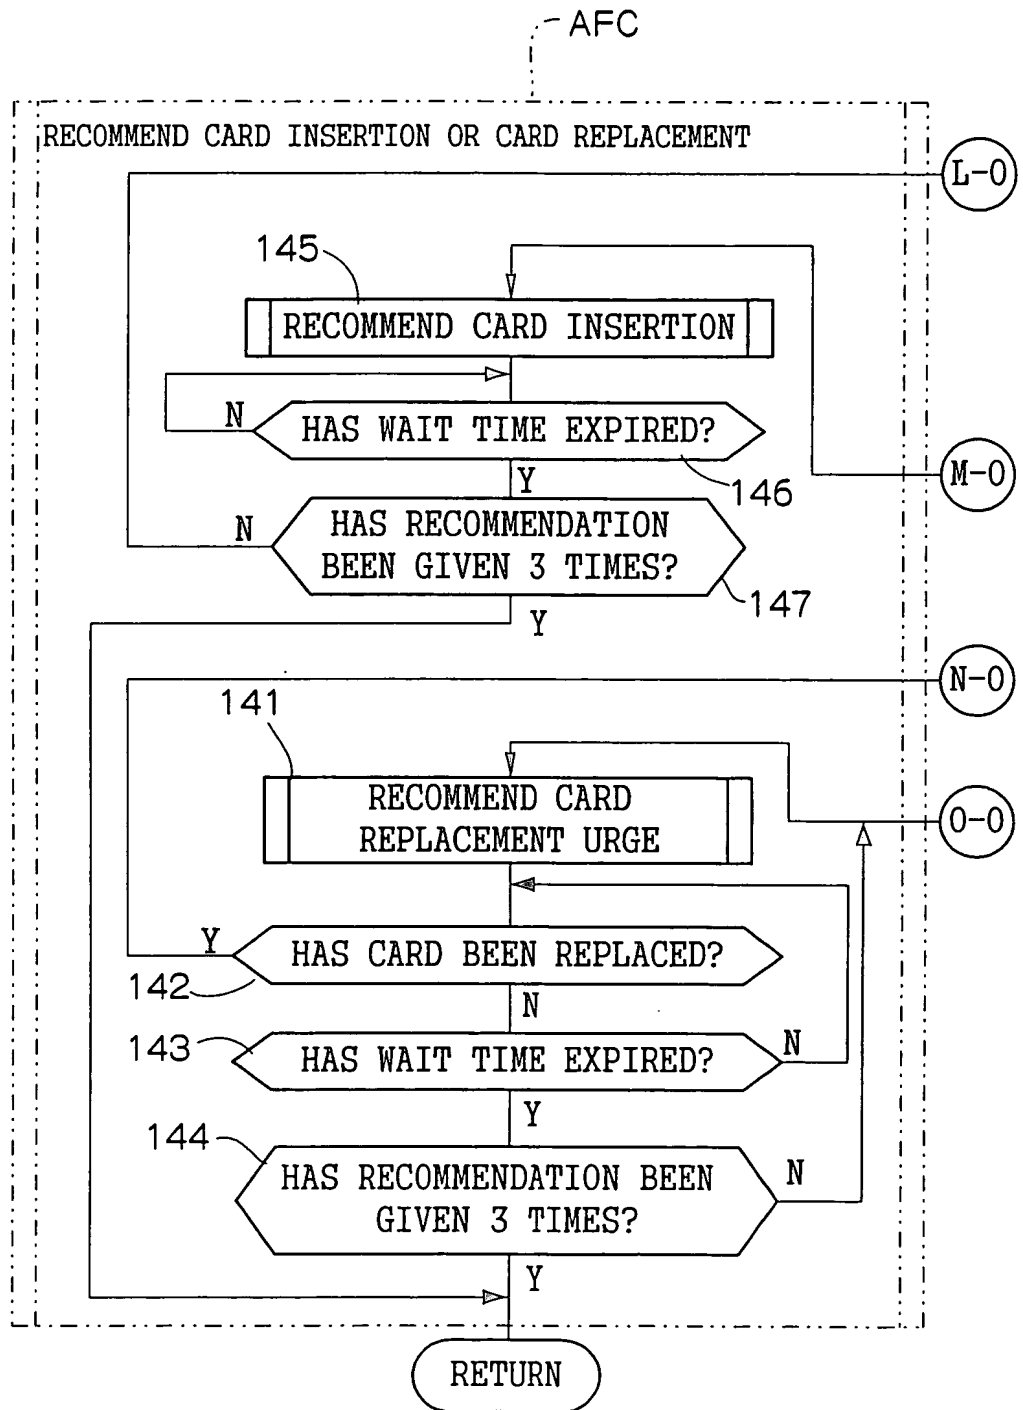 AFC
RECOMMEND CARD INSERTION OR CARD REPLACEMENT
L-0
145
RECOMMEND CARD INSERTION
N
HAS WAIT TIME EXPIRED?
146
Y
M-0
N
HAS RECOMMENDATION
BEEN GIVEN 3 TIMES?
147
Y
N-0
141
RECOMMEND CARD
REPLACEMENT URGE
O-0
Y
HAS CARD BEEN REPLACED?
142
N
143
HAS WAIT TIME EXPIRED?
N
Y
144
HAS RECOMMENDATION BEEN
GIVEN 3 TIMES?
N
Y
RETURN